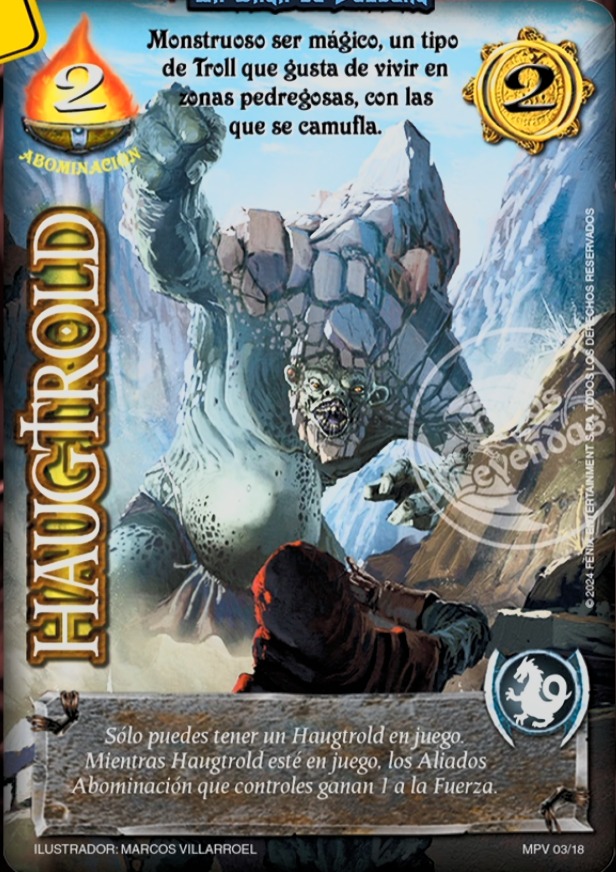 Monstruoso ser mágico, un tipo
de Troll que gusta de vivir en
zonas pedregosas, con las
que se camufla.
2
2
ABOMINACIÓN
HAUGTROLD
© 2024 FENIX ENTERTAINMENT S.P.A. TODOS LOS DERECHOS RESERVADOS
Leyendas
Sólo puedes tener un Haugtrold en juego.
Mientras Haugtrold esté en juego, los Aliados
Abominación que controles ganan 1 a la Fuerza.
ILUSTRADOR: MARCOS VILLARROEL
MPV 03/18